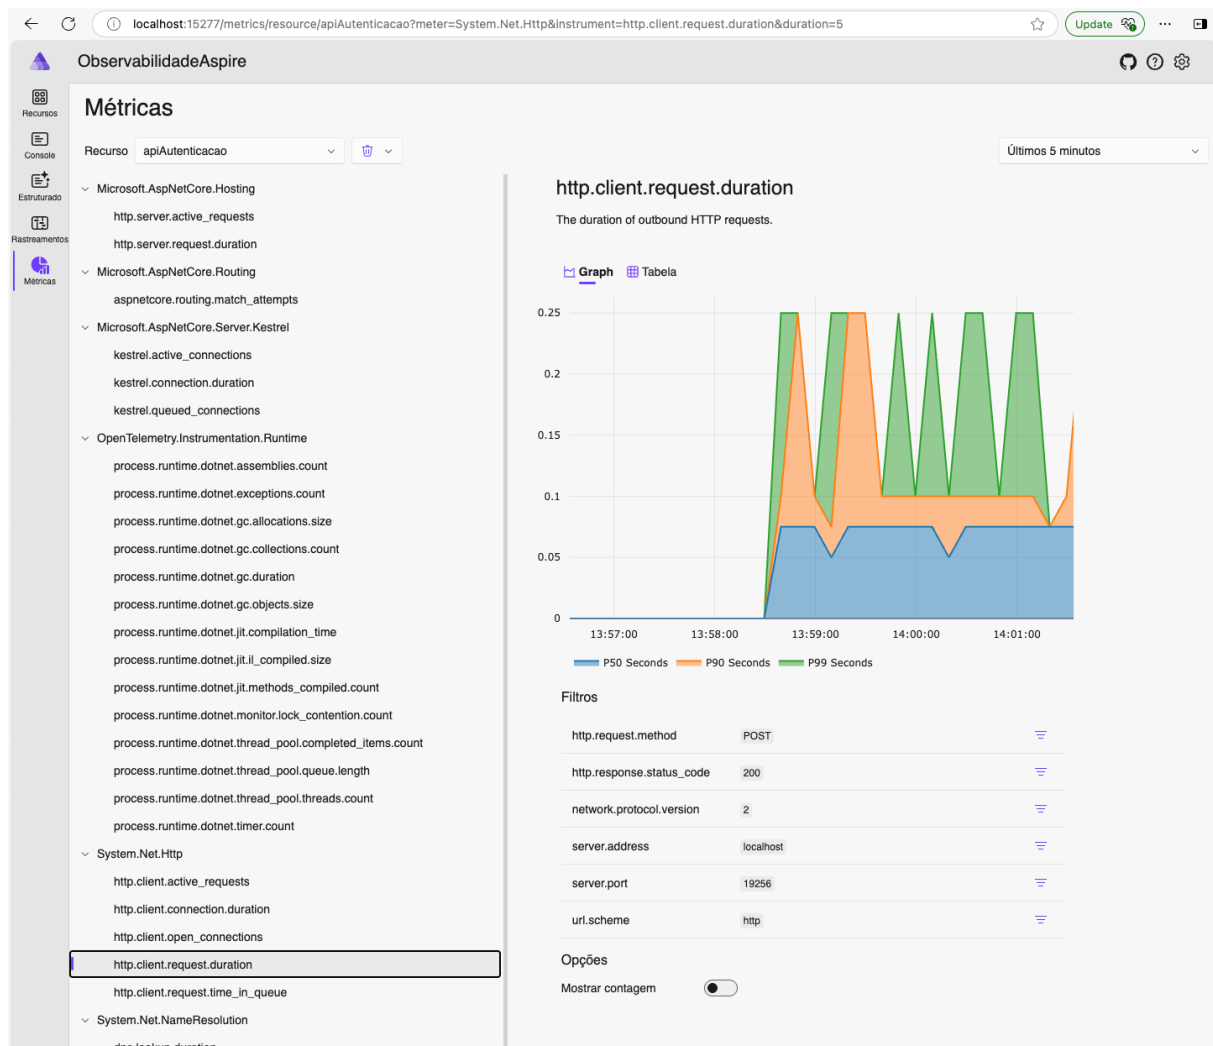 localhost:15277/metrics/resource/apiAutenticacao?meter=System.Net.Http&instrument=http.client.request.duration&duration=5
Update
ObservabilidadeAspire
Recursos
Console
Estruturado
Rastreamentos
Métricas
Métricas
Recurso
apiAutenticacao
Últimos 5 minutos
Microsoft.AspNetCore.Hosting
http.server.active_requests
http.server.request.duration
Microsoft.AspNetCore.Routing
aspnetcore.routing.match_attempts
Microsoft.AspNetCore.Server.Kestrel
kestrel.active_connections
kestrel.connection.duration
kestrel.queued_connections
OpenTelemetry.Instrumentation.Runtime
process.runtime.dotnet.assemblies.count
process.runtime.dotnet.exceptions.count
process.runtime.dotnet.gc.allocations.size
process.runtime.dotnet.gc.collections.count
process.runtime.dotnet.gc.duration
process.runtime.dotnet.gc.objects.size
process.runtime.dotnet.jit.compilation_time
process.runtime.dotnet.jit.il_compiled.size
process.runtime.dotnet.jit.methods_compiled.count
process.runtime.dotnet.monitor.lock_contention.count
process.runtime.dotnet.thread_pool.completed_items.count
process.runtime.dotnet.thread_pool.queue.length
process.runtime.dotnet.thread_pool.threads.count
process.runtime.dotnet.timer.count
System.Net.Http
http.client.active_requests
http.client.connection.duration
http.client.open_connections
http.client.request.duration
http.client.request.time_in_queue
System.Net.NameResolution
http.client.request.duration
The duration of outbound HTTP requests.
Graph Tabela
0.25
0.2
0.15
0.1
0.05
0
13:57:00 13:58:00 13:59:00 14:00:00 14:01:00
P50 Seconds P90 Seconds P99 Seconds
Filtros
http.request.method POST
http.response.status_code 200
network.protocol.version 2
server.address localhost
server.port 19256
url.scheme http
Opções
Mostrar contagem